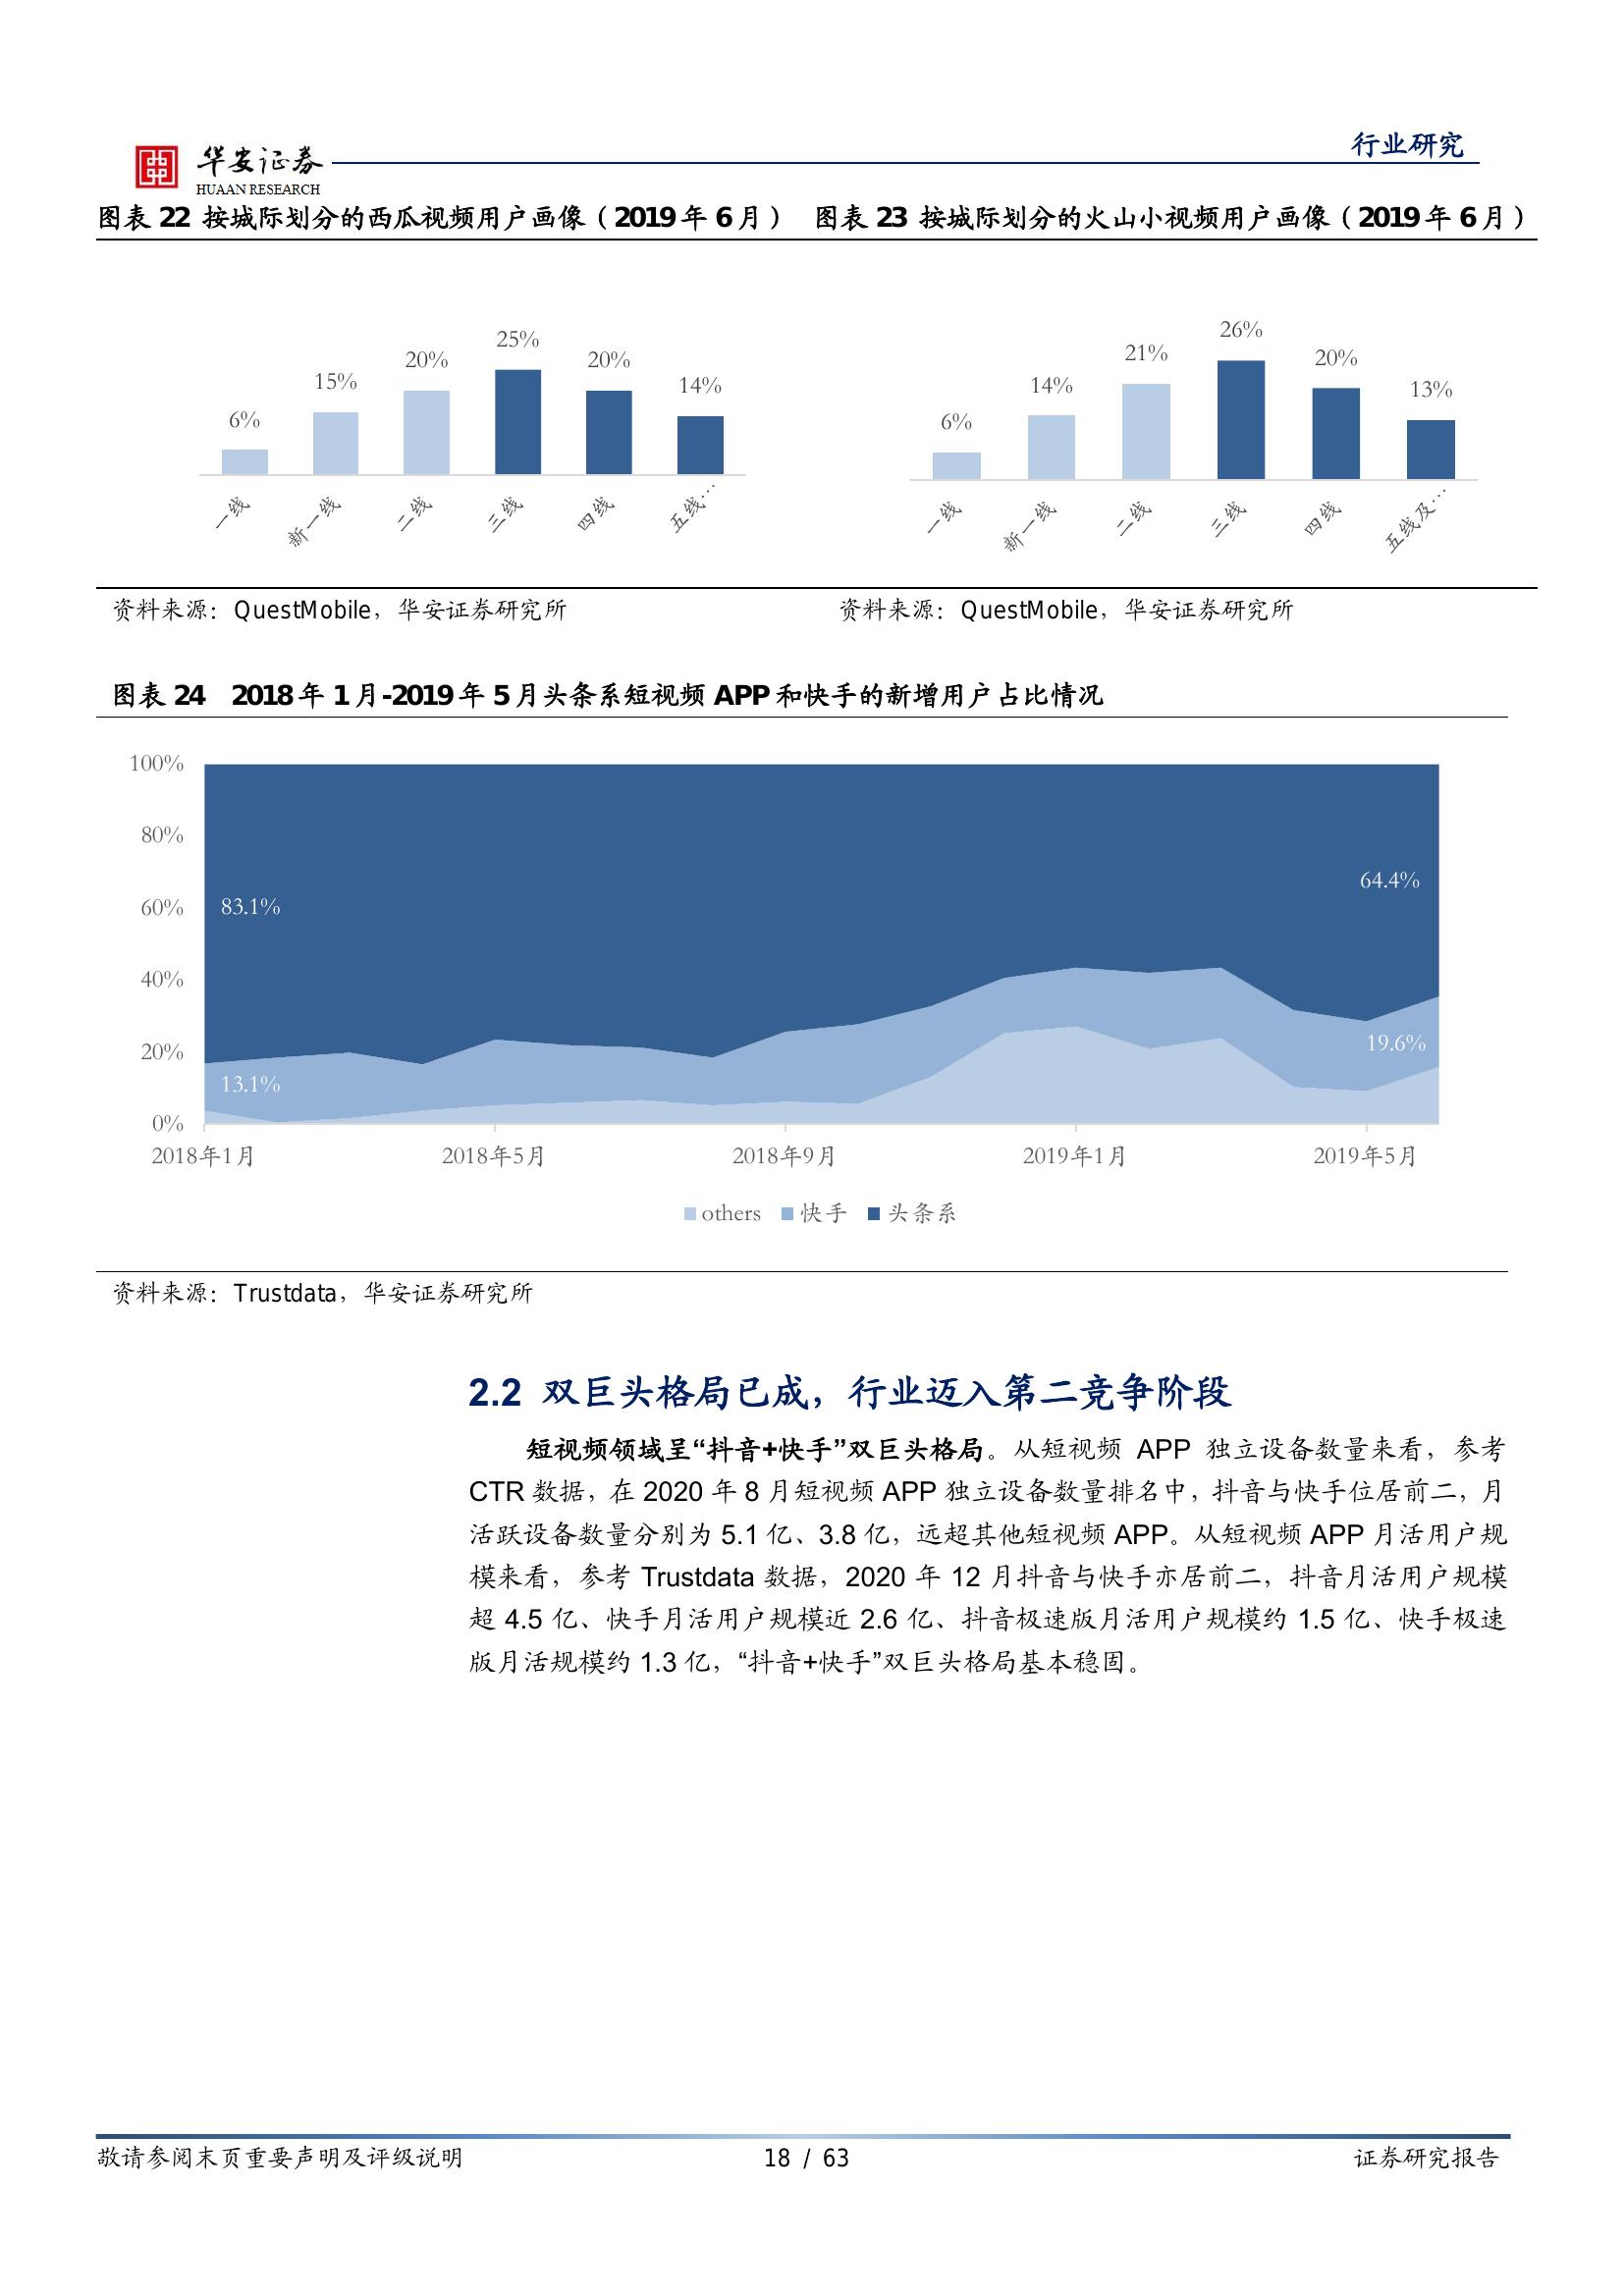 行业研究
华安证券
HUAAN RESEARCH
图表 22 按城际划分的西瓜视频用户画像（2019 年 6 月）
6%
15%
20%
25%
20%
14%
一线
新一线
二线
三线
四线
五线…
资料来源：QuestMobile，华安证券研究所
图表 23 按城际划分的火山小视频用户画像（2019 年 6 月）
6%
14%
21%
26%
20%
13%
一线
新一线
二线
三线
四线
五线及…
资料来源：QuestMobile，华安证券研究所
图表 24 2018 年 1 月-2019 年 5 月头条系短视频 APP 和快手的新增用户占比情况
100%
80%
60%
40%
20%
0%
83.1%
13.1%
64.4%
19.6%
2018年1月 2018年5月 2018年9月 2019年1月 2019年5月
others 快手 头条系
资料来源：Trustdata，华安证券研究所
2.2 双巨头格局已成，行业迈入第二竞争阶段
短视频领域呈“抖音+快手”双巨头格局。从短视频 APP 独立设备数量来看，参考
CTR 数据，在 2020 年 8 月短视频 APP 独立设备数量排名中，抖音与快手位居前二，月
活跃设备数量分别为 5.1 亿、3.8 亿，远超其他短视频 APP。从短视频 APP 月活用户规
模来看，参考 Trustdata 数据，2020 年 12 月抖音与快手亦居前二，抖音月活用户规模
超 4.5 亿、快手月活用户规模近 2.6 亿、抖音极速版月活用户规模约 1.5 亿、快手极速
版月活规模约 1.3 亿，“抖音+快手”双巨头格局基本稳固。
敬请参阅末页重要声明及评级说明 18 / 63 证券研究报告